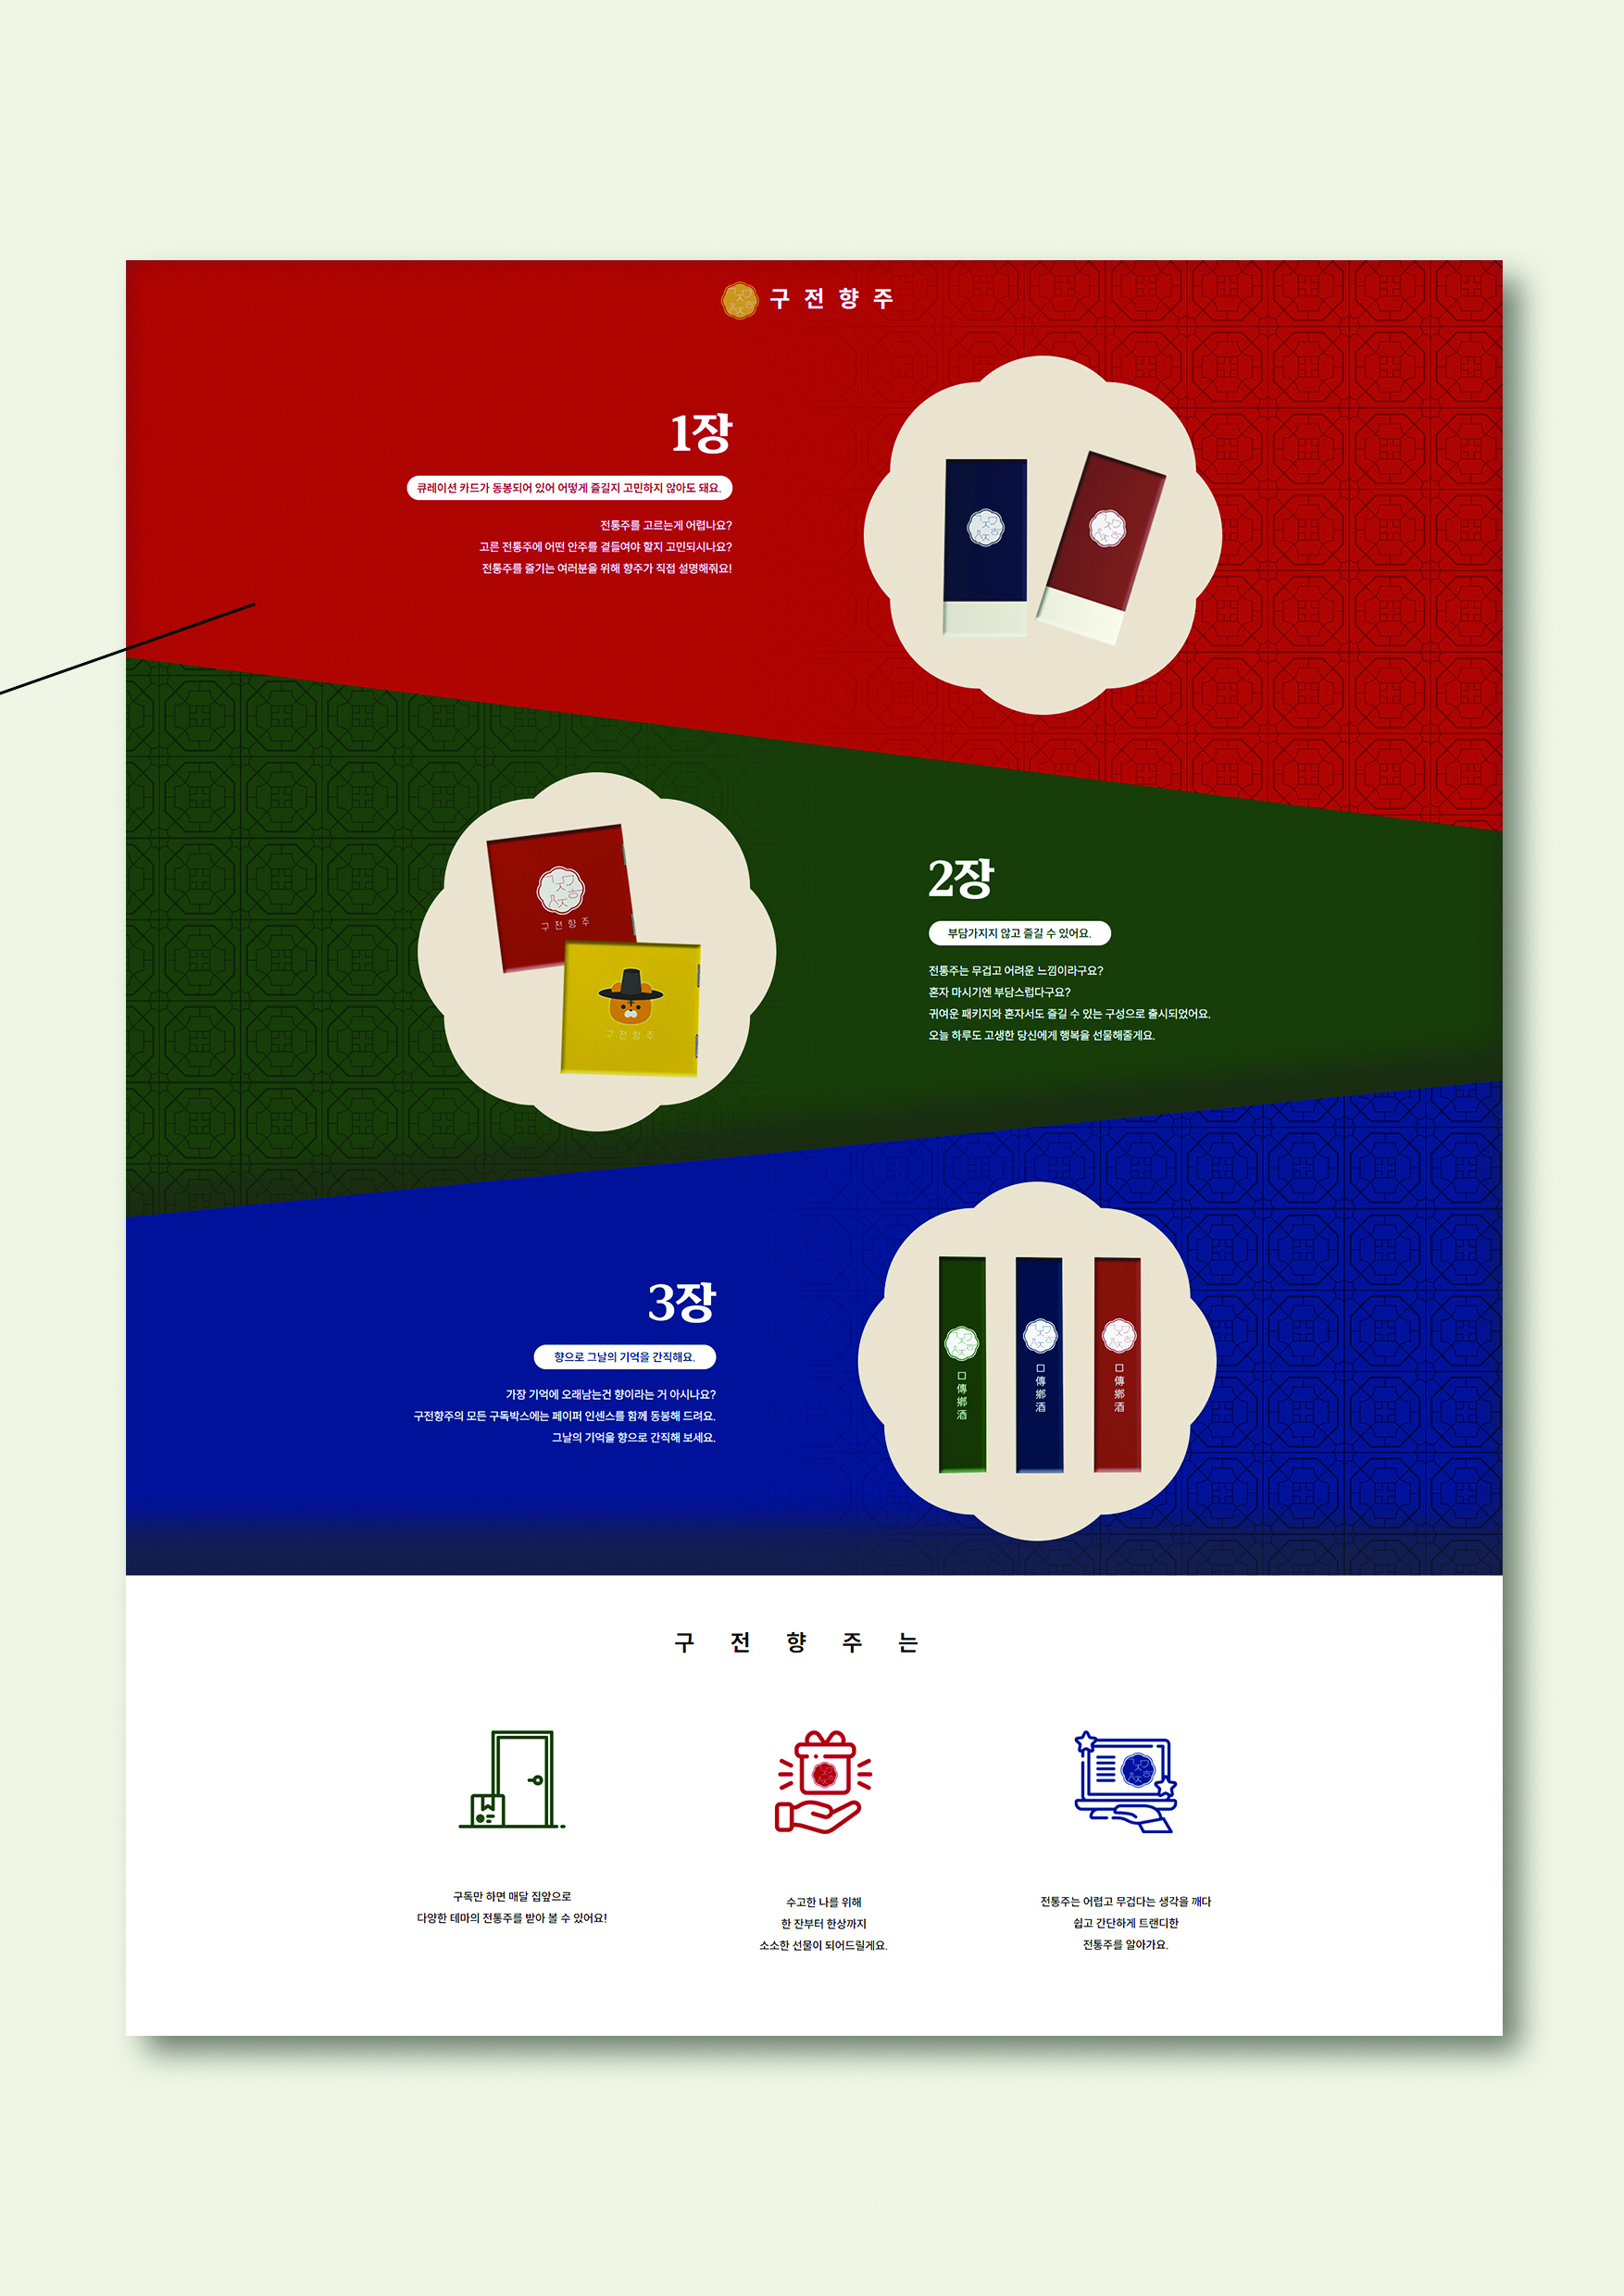 구전향주
1장
큐레이션 카드가 동봉되어 있어 어떻게 즐길지 고민하지 않아도 돼요.
전통주를 고르는게 어렵나요?
고른 전통주에 어떤 안주를 곁들여야 할지 고민되시나요?
전통주를 즐기는 여러분을 위해 향주가 직접 설명해줘요!
구전향주
구전향주
2장
부담가지지 않고 즐길 수 있어요.
전통주는 무겁고 어려운 느낌이라구요?
혼자 마시기엔 부담스럽다구요?
귀여운 패키지와 혼자서도 즐길 수 있는 구성으로 출시되었어요.
오늘 하루도 고생한 당신에게 행복을 선물해줄게요.
3장
향으로 그날의 기억을 간직해요.
가장 기억에 오래남는건 향이라는 거 아시나요?
구전향주의 모든 구독박스에는 페이퍼 인센스를 함께 동봉해 드려요.
그날의 기억을 향으로 간직해 보세요.
口傳鄕酒
口傳鄕酒
口傳鄕酒
구전향주는
구독만 하면 매달 집앞으로
다양한 테마의 전통주를 받아 볼 수 있어요!
수고한 나를 위해
한 잔부터 한상까지
소소한 선물이 되어드릴게요.
전통주는 어렵고 무겁다는 생각을 깨다
쉽고 간단하게 트랜디한
전통주를 알아가요.